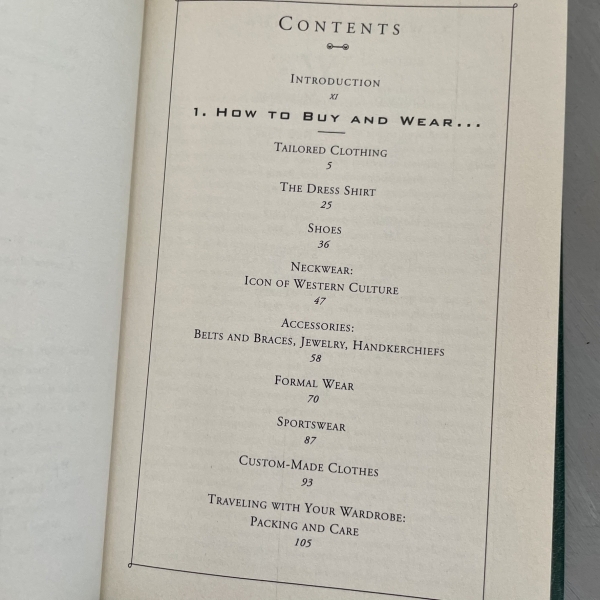 CONTENTS
INTRODUCTION
XI
1. HOW TO BUY AND WEAR...
TAILORED CLOTHING
5
THE DRESS SHIRT
25
SHOES
36
NECKWEAR:
ICON OF WESTERN CULTURE
47
ACCESSORIES:
BELTS AND BRACES, JEWELRY, HANDKERCHIEFS
58
FORMAL WEAR
70
SPORTSWEAR
87
CUSTOM-MADE CLOTHES
93
TRAVELING WITH YOUR WARDROBE:
PACKING AND CARE
105